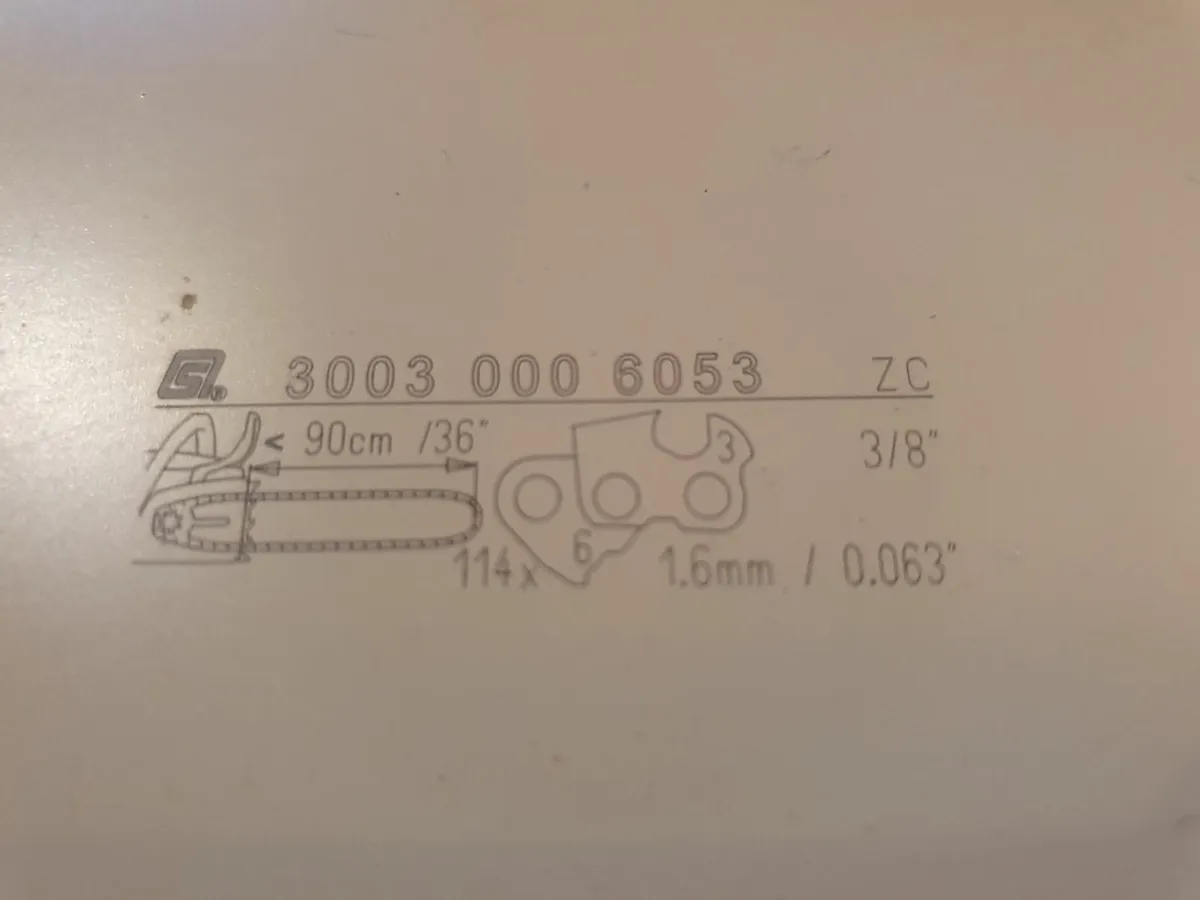 3003 000 6053 ZC
< 90cm /36" 3 3/8"
114x 6 1.6mm / 0.063"